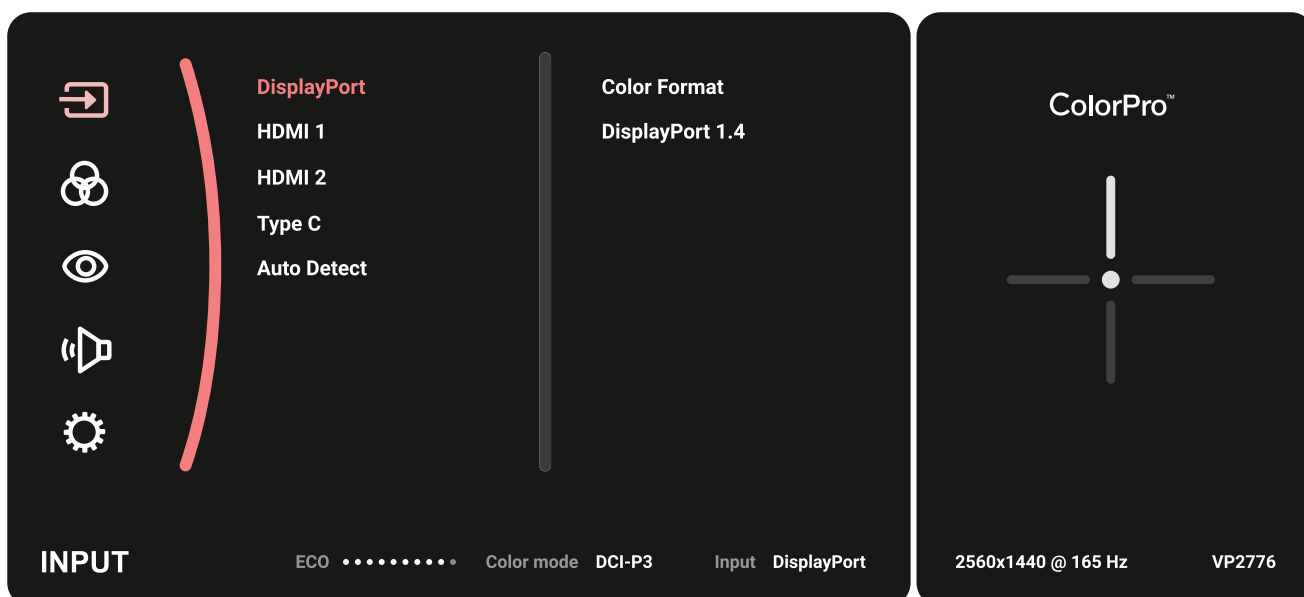 DisplayPort
HDMI 1
HDMI 2
Type C
Auto Detect
Color Format
DisplayPort 1.4
INPUT
ECO
Color mode DCI-P3
Input DisplayPort
ColorPro™
2560x1440 @ 165 Hz
VP2776